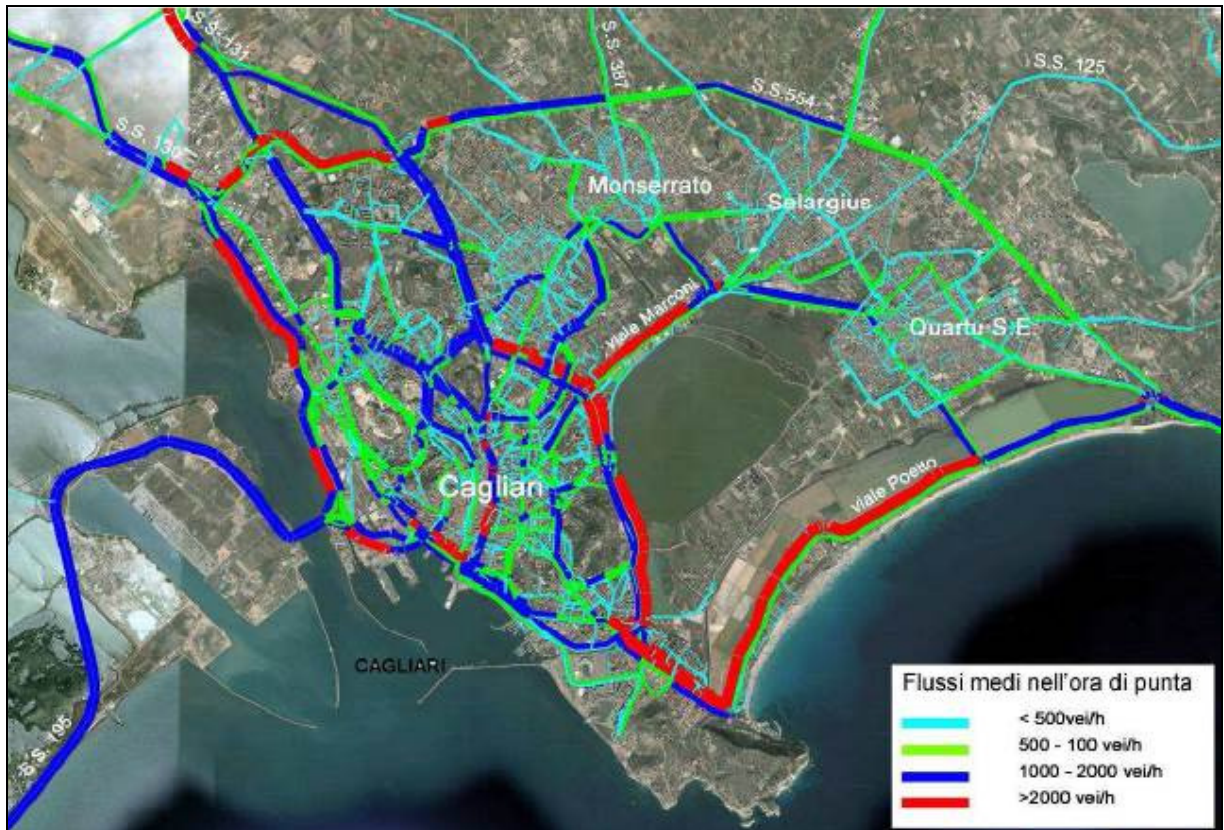 S.S. 131
S.S. 387
S.S. 125
S.S.554
S.S.
Monserrato
Selargius
viale Marconi
Quartu S.E.
Cagliari
viale Poetto
CAGLIARI
S.S. 195
Flussi medi nell'ora di punta
< 500vei/h
500 - 100 vei/h
1000 - 2000 vei/h
>2000 vei/h